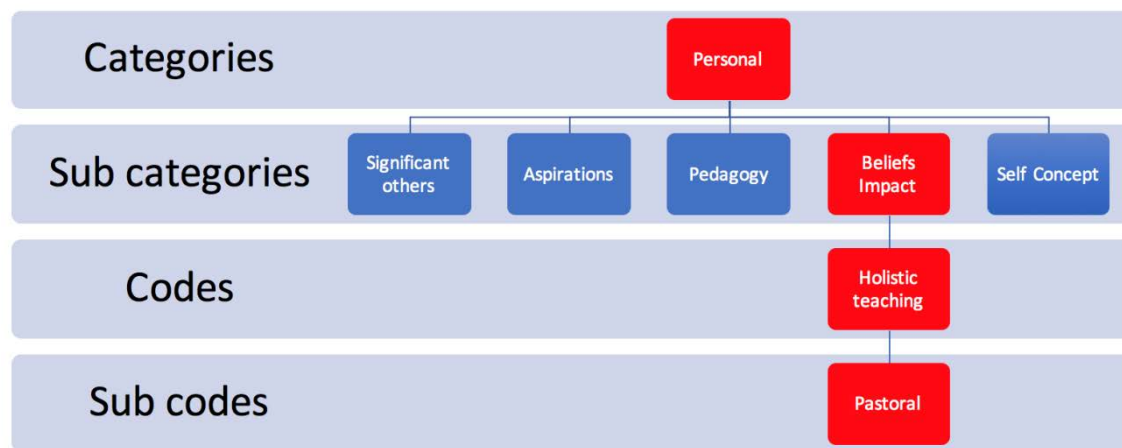 Categories
Personal
Sub categories
Significant
others
Aspirations
Pedagogy
Beliefs
Impact
Self Concept
Codes
Holistic
teaching
Sub codes
Pastoral